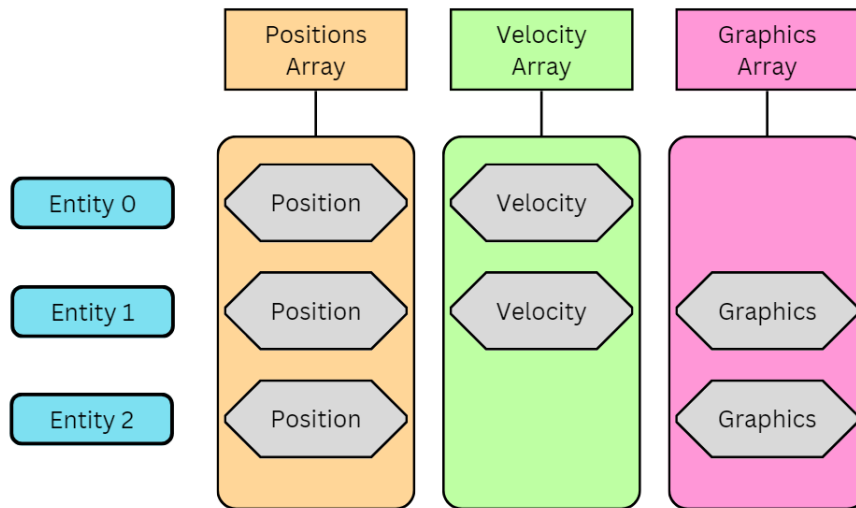 Positions
Array
Velocity
Array
Graphics
Array
Entity 0
Position
Velocity
Entity 1
Position
Velocity
Graphics
Entity 2
Position
Graphics